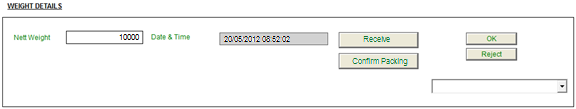 WEIGHT DETAILS
Nett Weight 10000 Date & Time 20/05/2012 08:52:02 Receive OK
Confirm Packing Reject